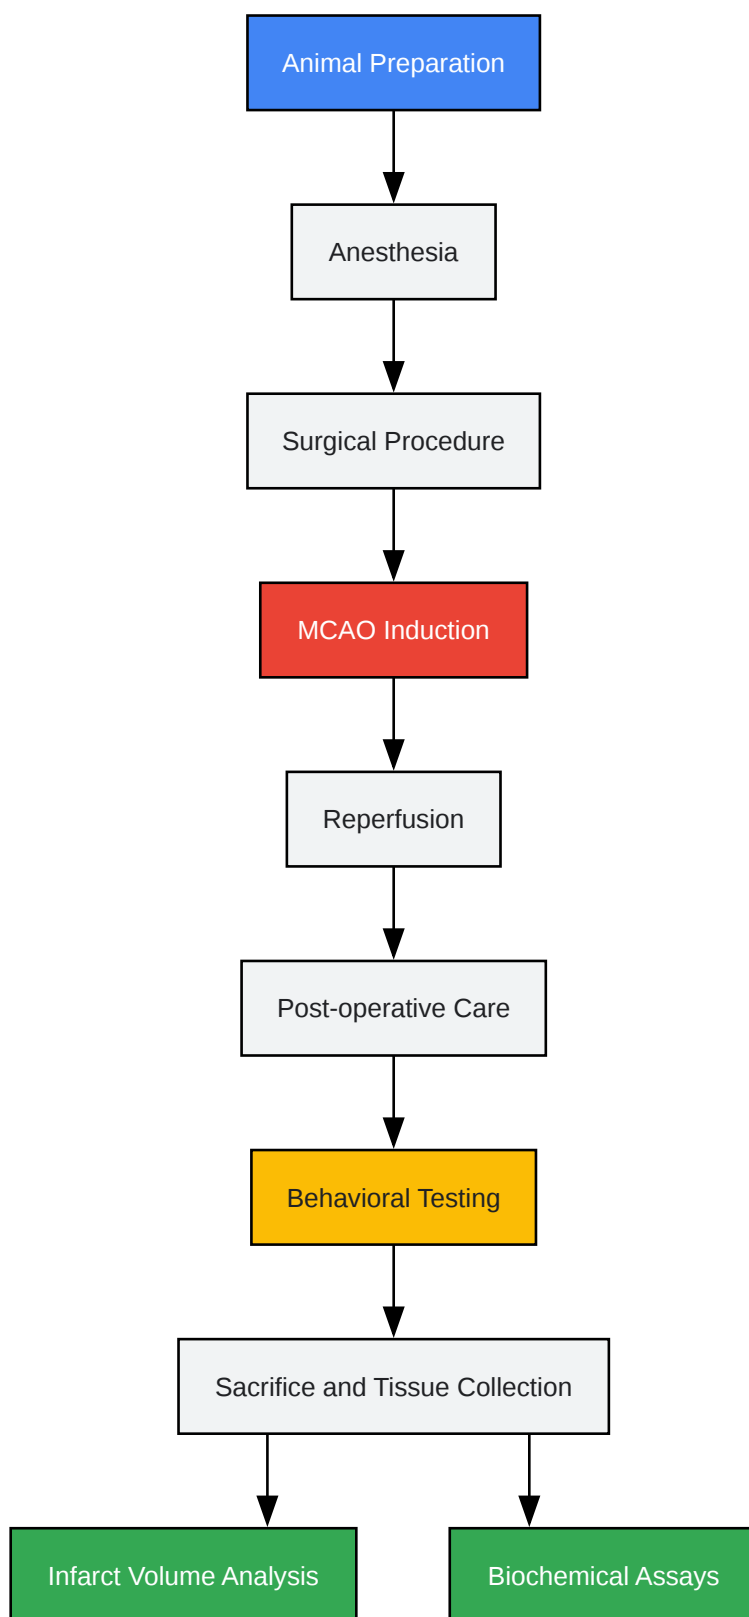 Animal Preparation
Anesthesia
Surgical Procedure
MCAO Induction
Reperfusion
Post-operative Care
Behavioral Testing
Sacrifice and Tissue Collection
Infarct Volume Analysis
Biochemical Assays